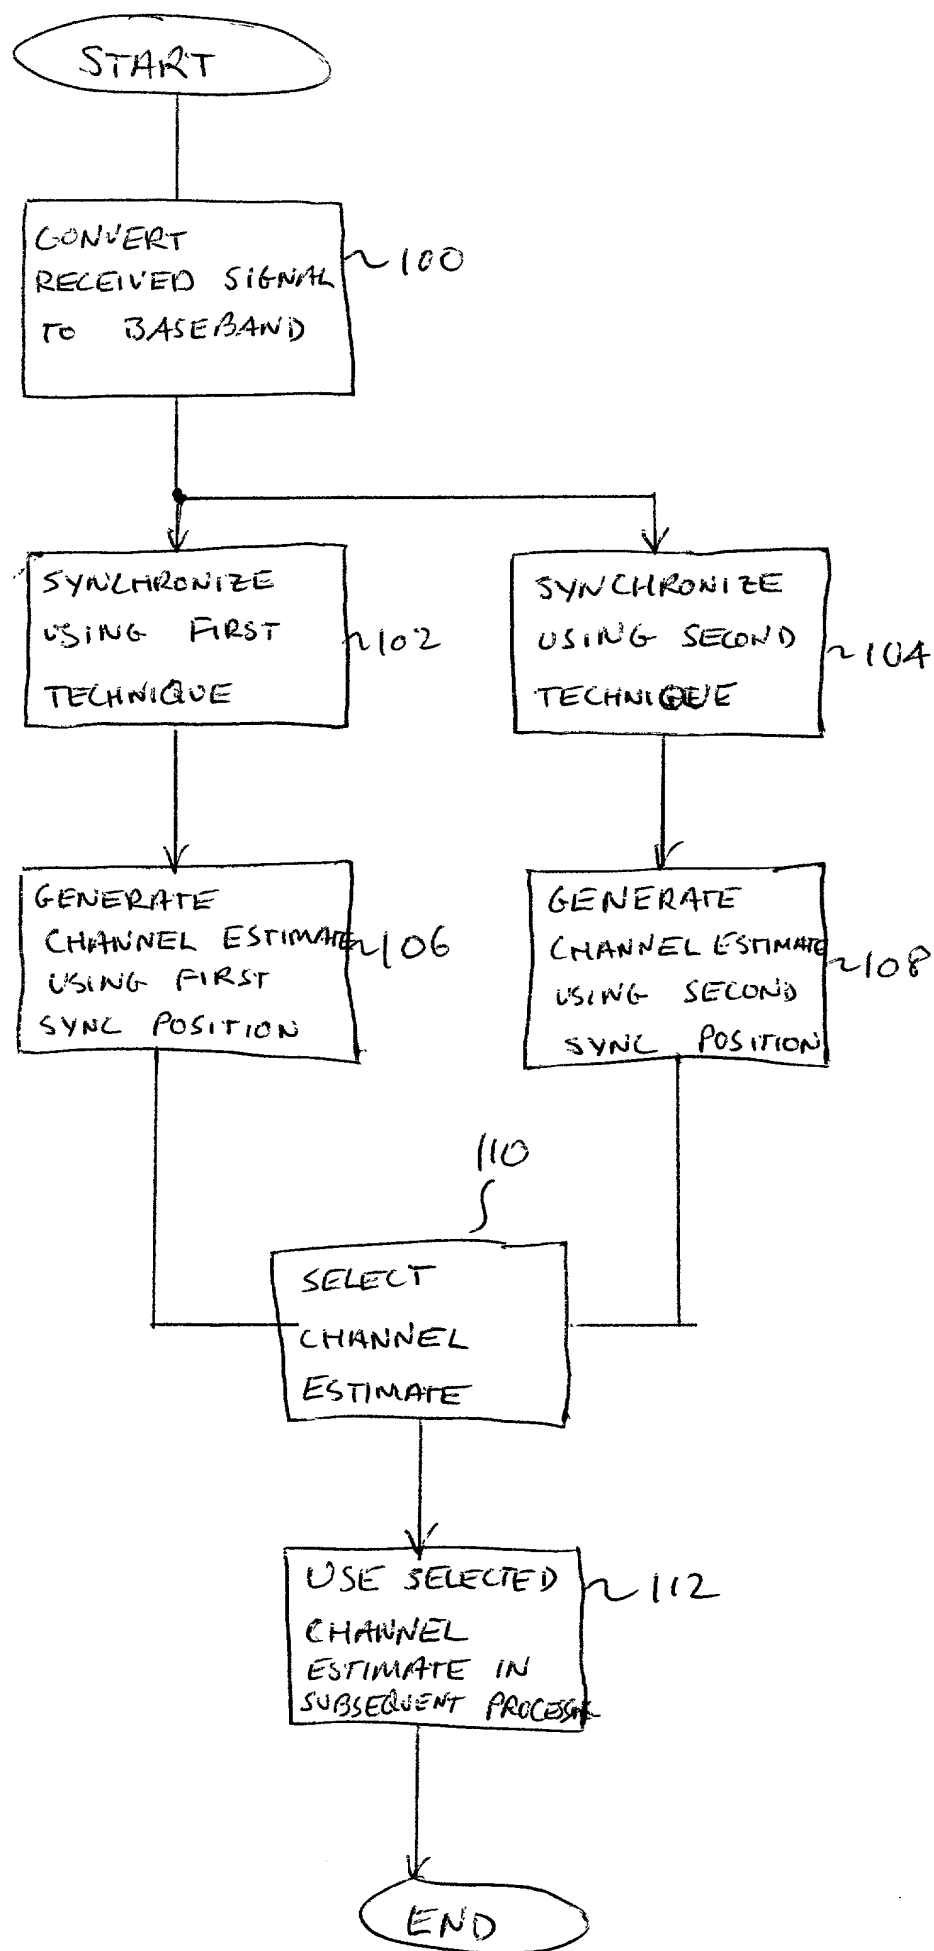 START
CONVERT
RECEIVED SIGNAL
TO BASEBAND
100
SYNCHRONIZE
USING FIRST
TECHNIQUE
102
SYNCHRONIZE
USING SECOND
TECHNIQUE
104
GENERATE
CHANNEL ESTIMATE
USING FIRST
SYNC POSITION
106
GENERATE
CHANNEL ESTIMATE
USING SECOND
SYNC POSITION
108
110
SELECT
CHANNEL
ESTIMATE
USE SELECTED
CHANNEL
ESTIMATE IN
SUBSEQUENT
112
END